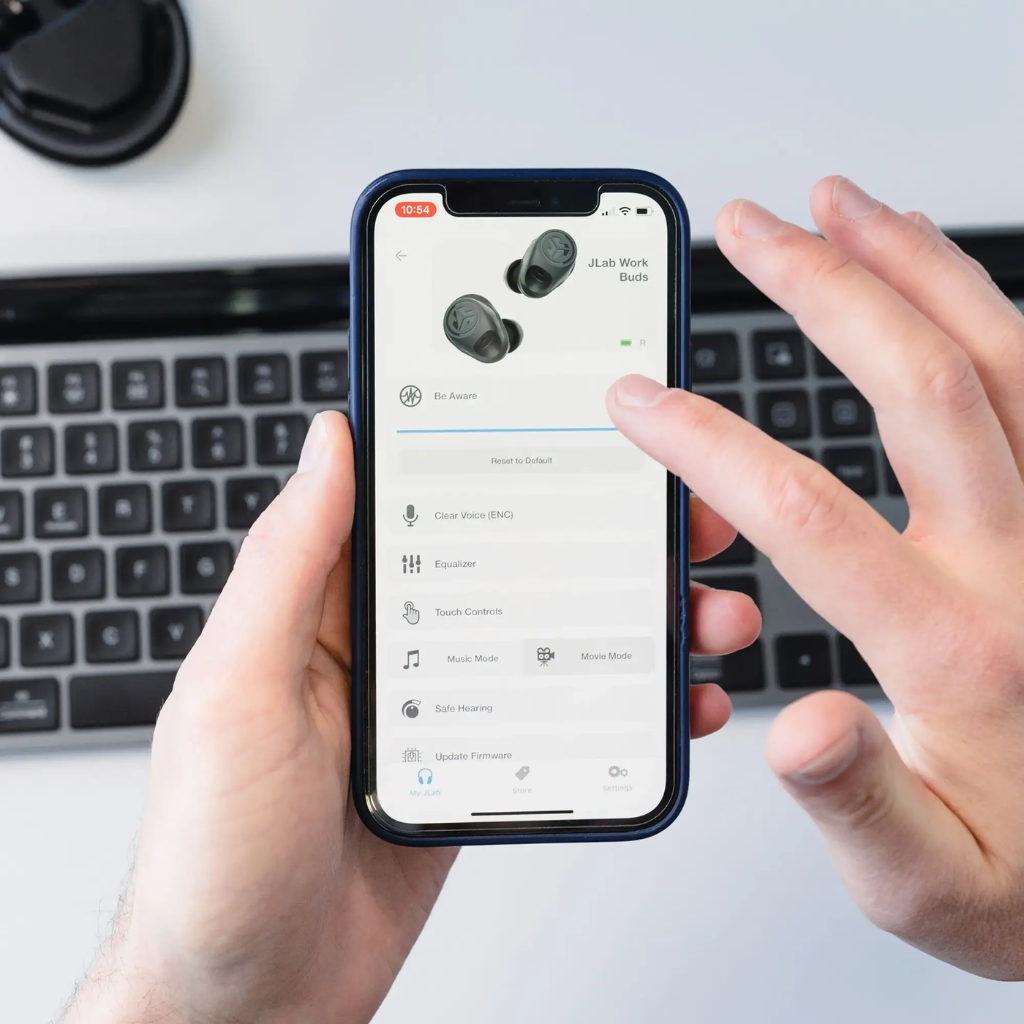 10:54
JLab Work
Buds
R
Be Aware
Reset to Default
Clear Voice (ENC)
Equalizer
Touch Controls
Music Mode
Movie Mode
Safe Hearing
Update Firmware
My JLab
Store
Settings
E
R
T
Y
S
D
F
G
X
C
V